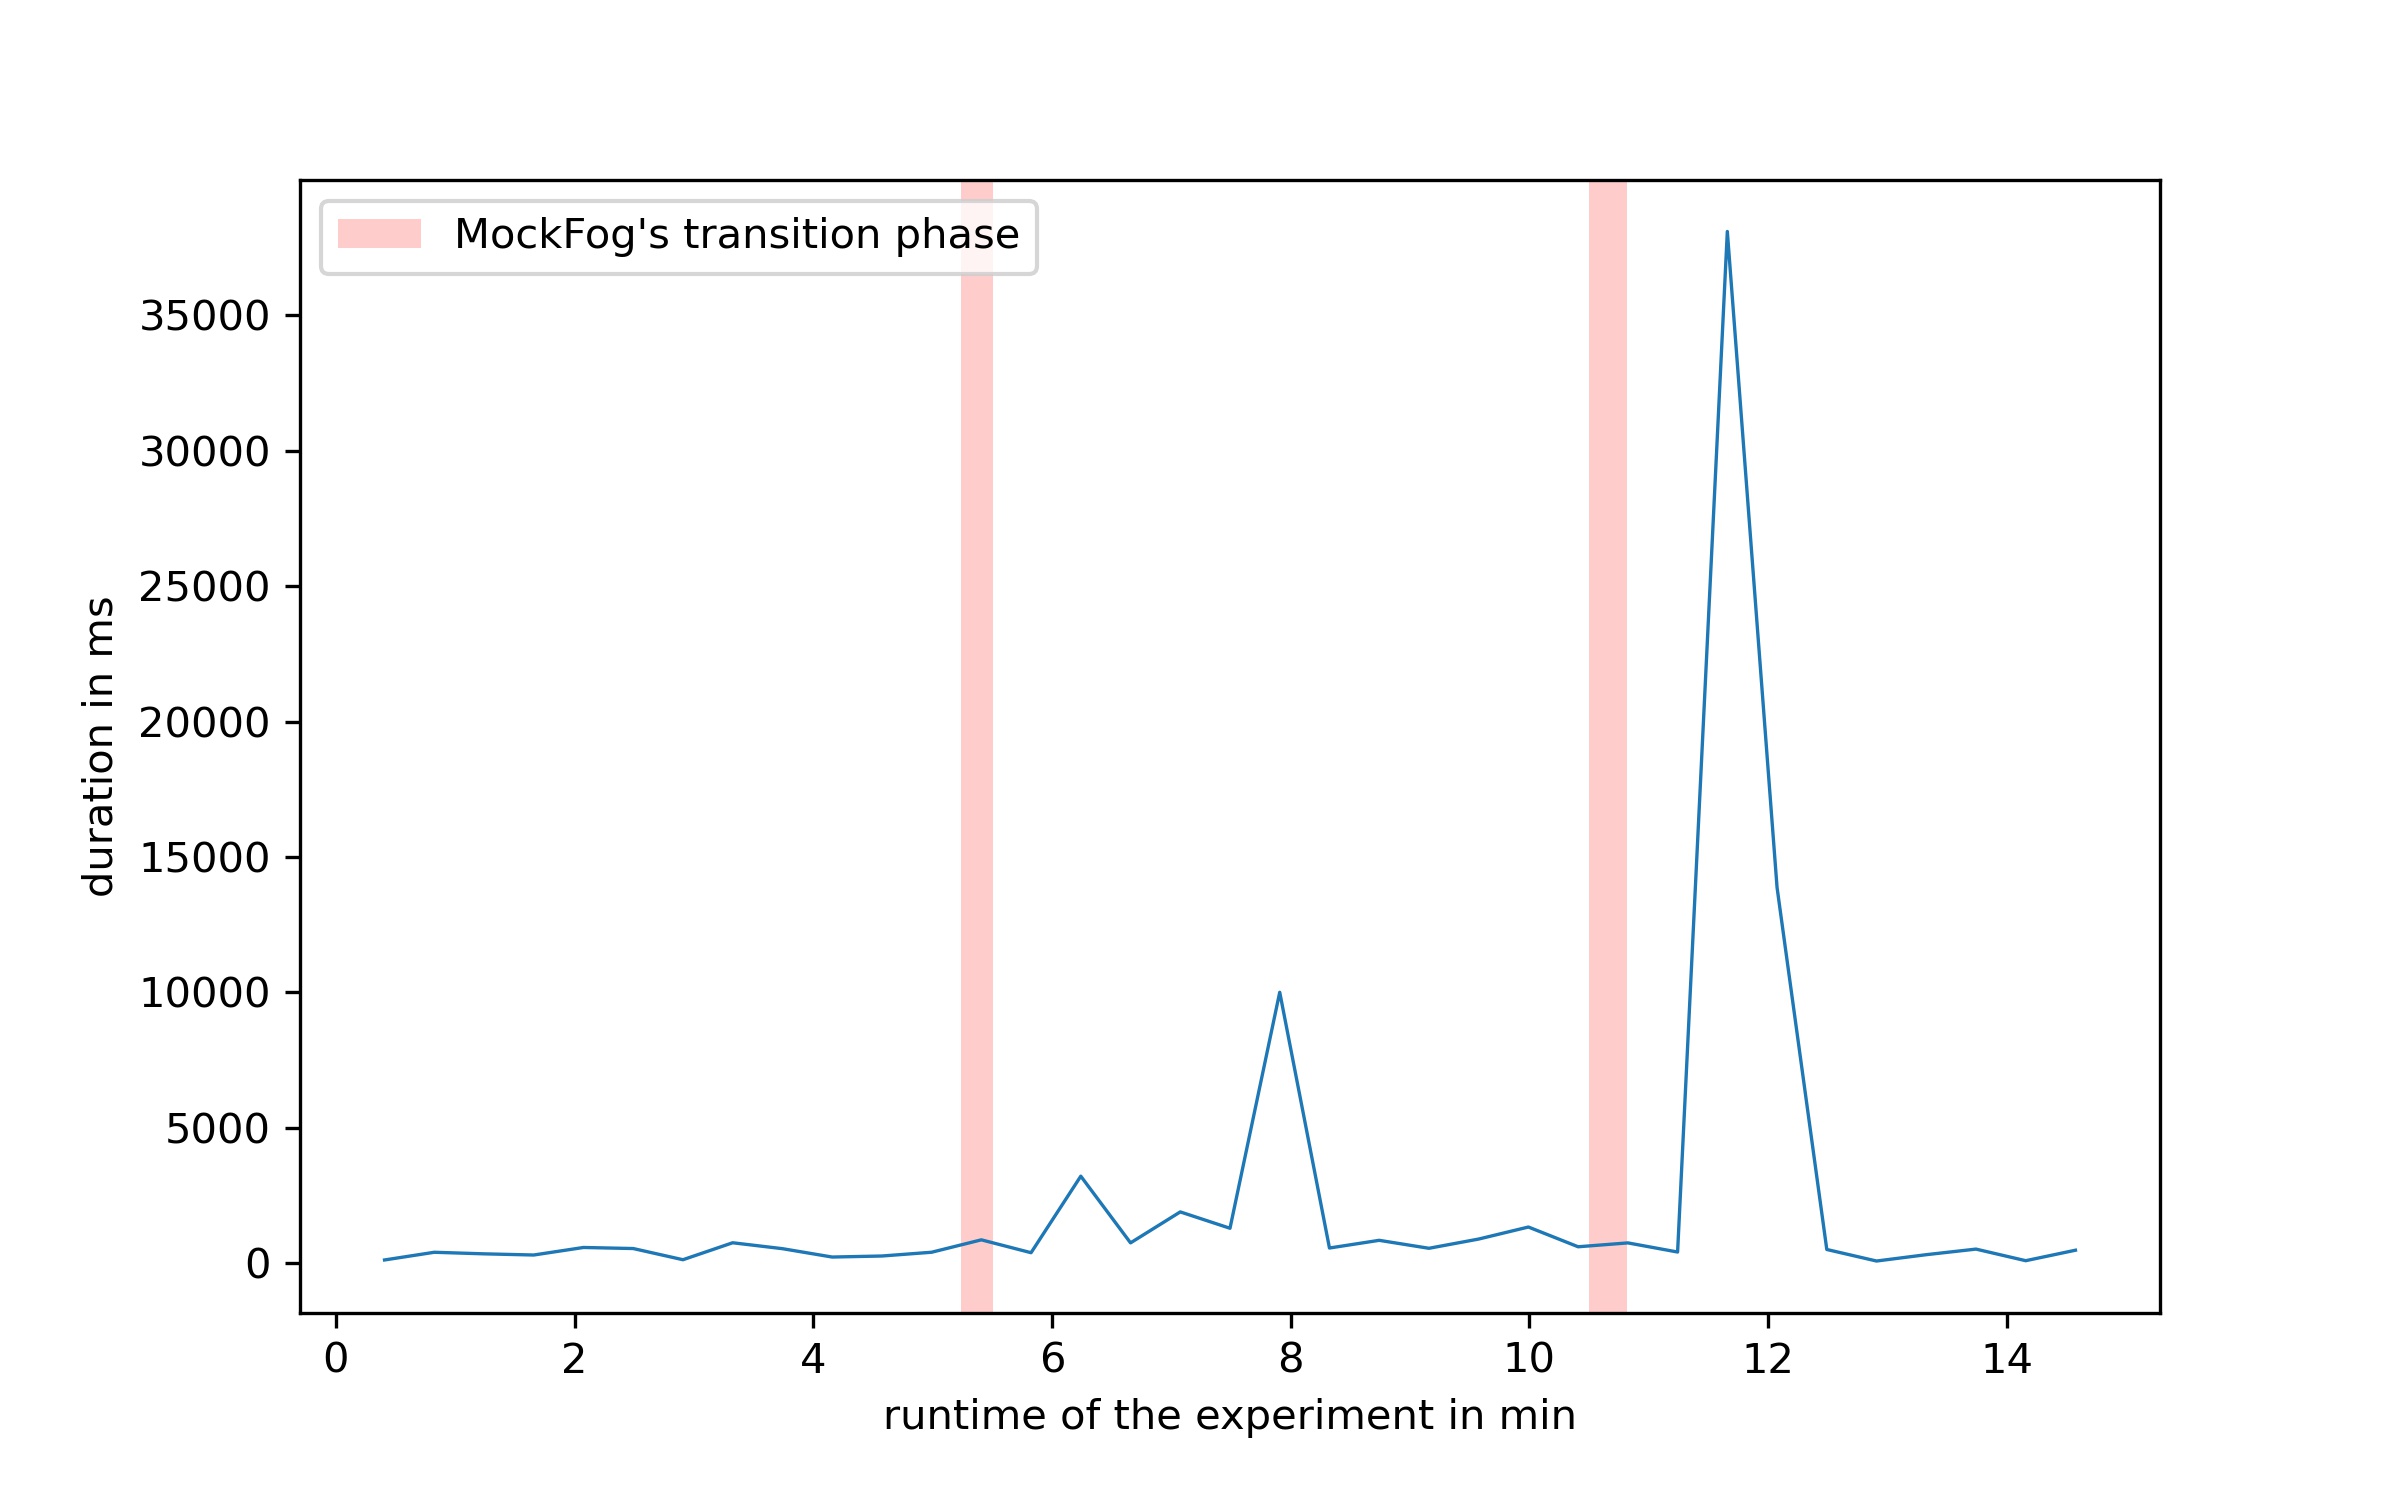 MockFog's transition phase
35000
30000
25000
20000
15000
10000
5000
0
duration in ms
0 2 4 6 8 10 12 14
runtime of the experiment in min